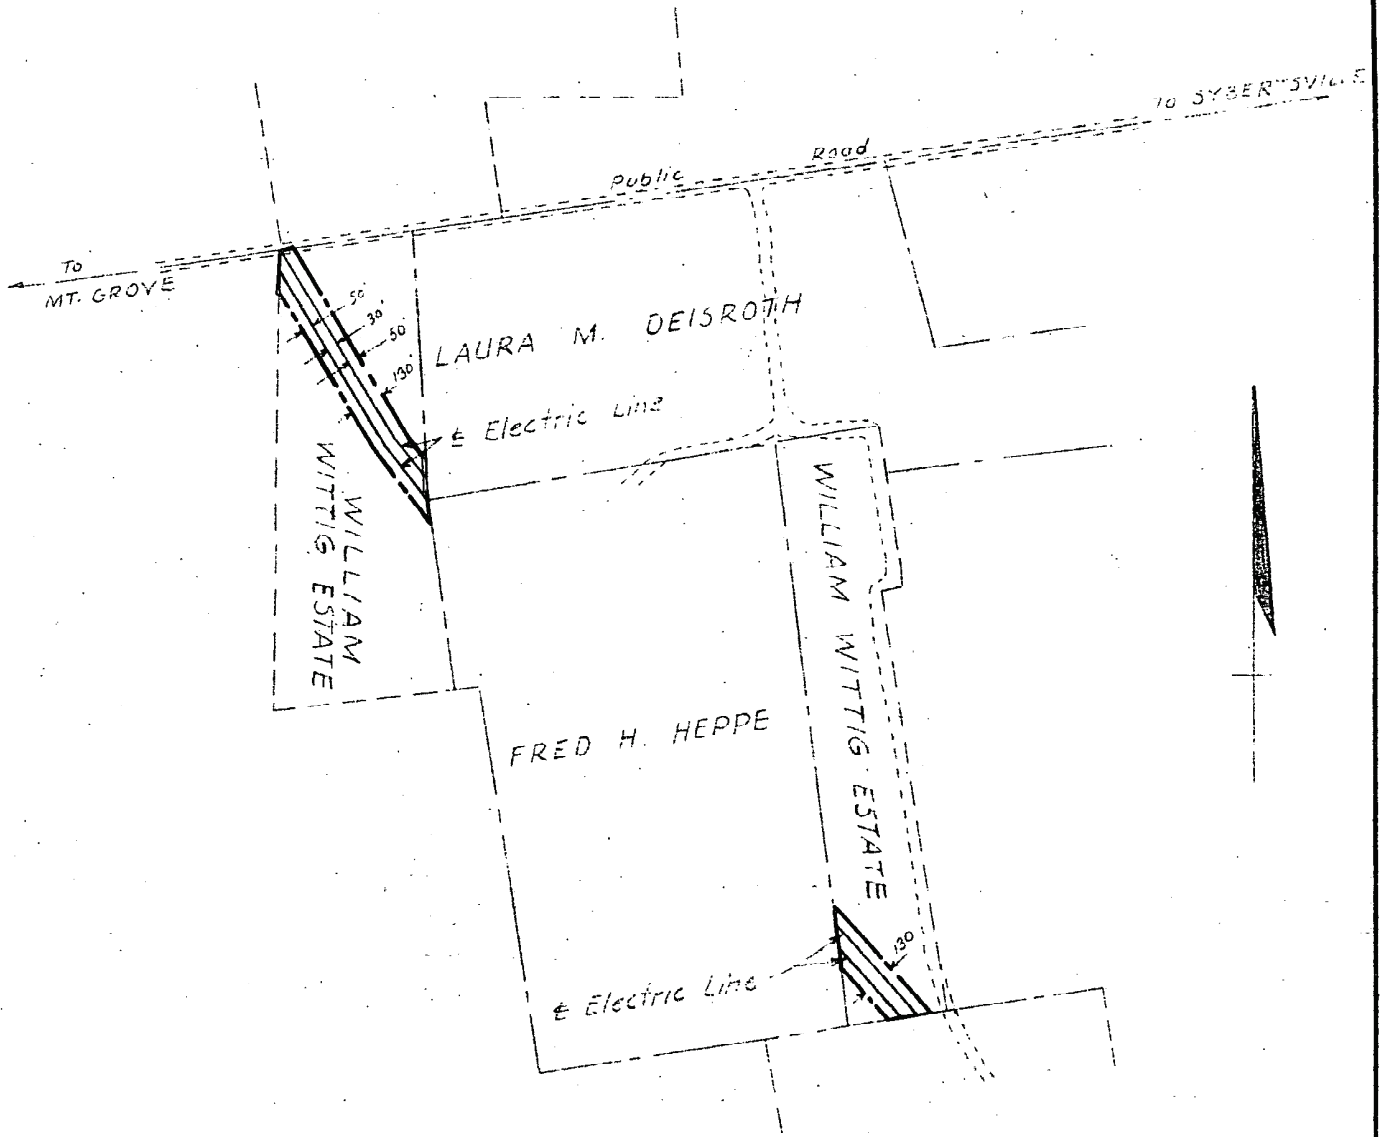 To SYBERTSVILLE
Public Road
To
MT. GROVE
50'
30'
50'
130'
LAURA M. DEISROTH
℄ Electric Line
WILLIAM
WITTIG ESTATE
WILLIAM WITTIG ESTATE
FRED H. HEPPE
130
℄ Electric Line